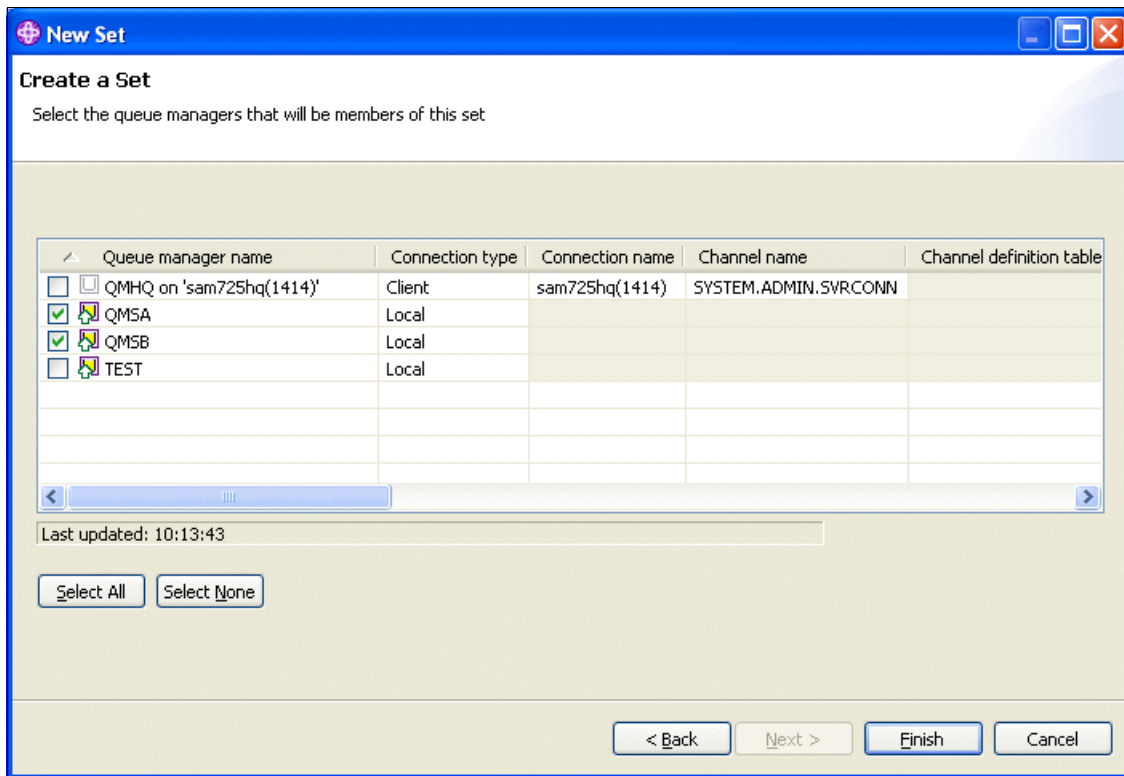 New Set
Create a Set
Select the queue managers that will be members of this set
Queue manager name Connection type Connection name Channel name Channel definition table
QMHQ on 'sam725hq(1414)' Client sam725hq(1414) SYSTEM.ADMIN.SVRCONN
QMSA Local
QMSB Local
TEST Local
Last updated: 10:13:43
Select All Select None
< Back Next > Finish Cancel